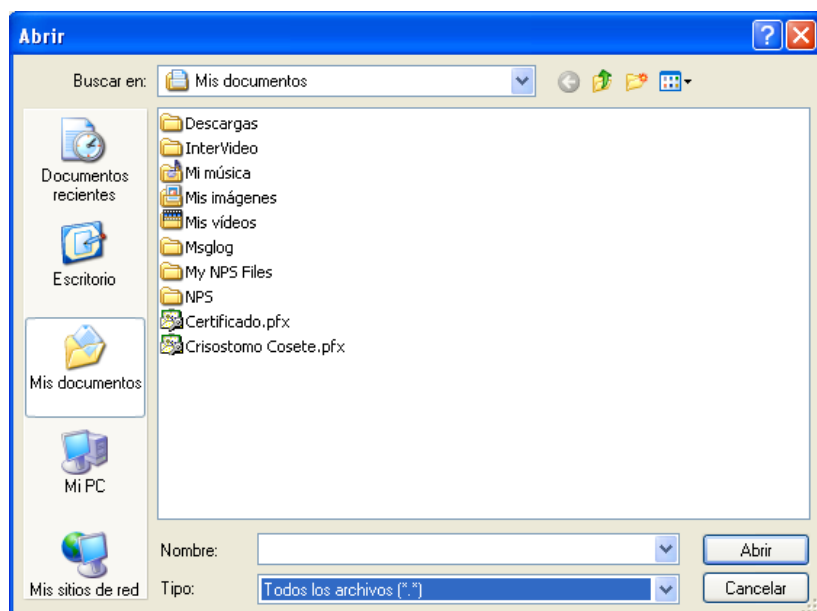 Abrir
Buscar en: Mis documentos
Documentos
recientes
Escritorio
Mis documentos
Mi PC
Mis sitios de red
Descargas
InterVideo
Mi música
Mis imágenes
Mis vídeos
Msglog
My NPS Files
NPS
Certificado.pfx
Crisostomo Cosete.pfx
Nombre:
Abrir
Tipo: Todos los archivos (*.*)
Cancelar